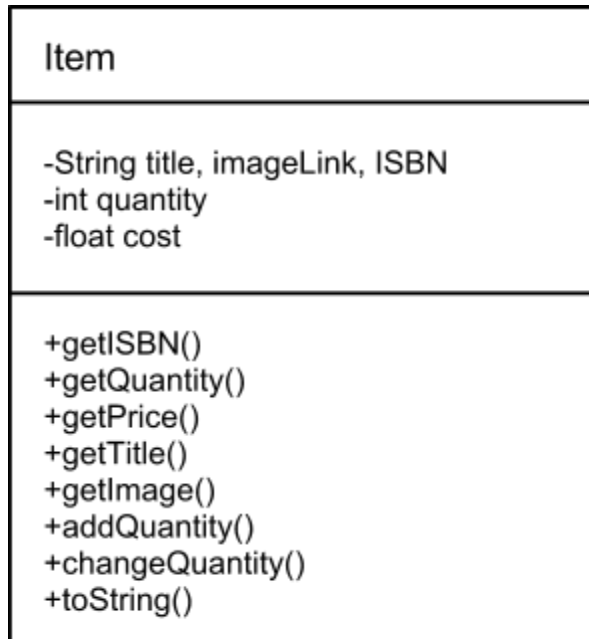 Item
-String title, imageLink, ISBN
-int quantity
-float cost
+getISBN()
+getQuantity()
+getPrice()
+getTitle()
+getImage()
+addQuantity()
+changeQuantity()
+toString()